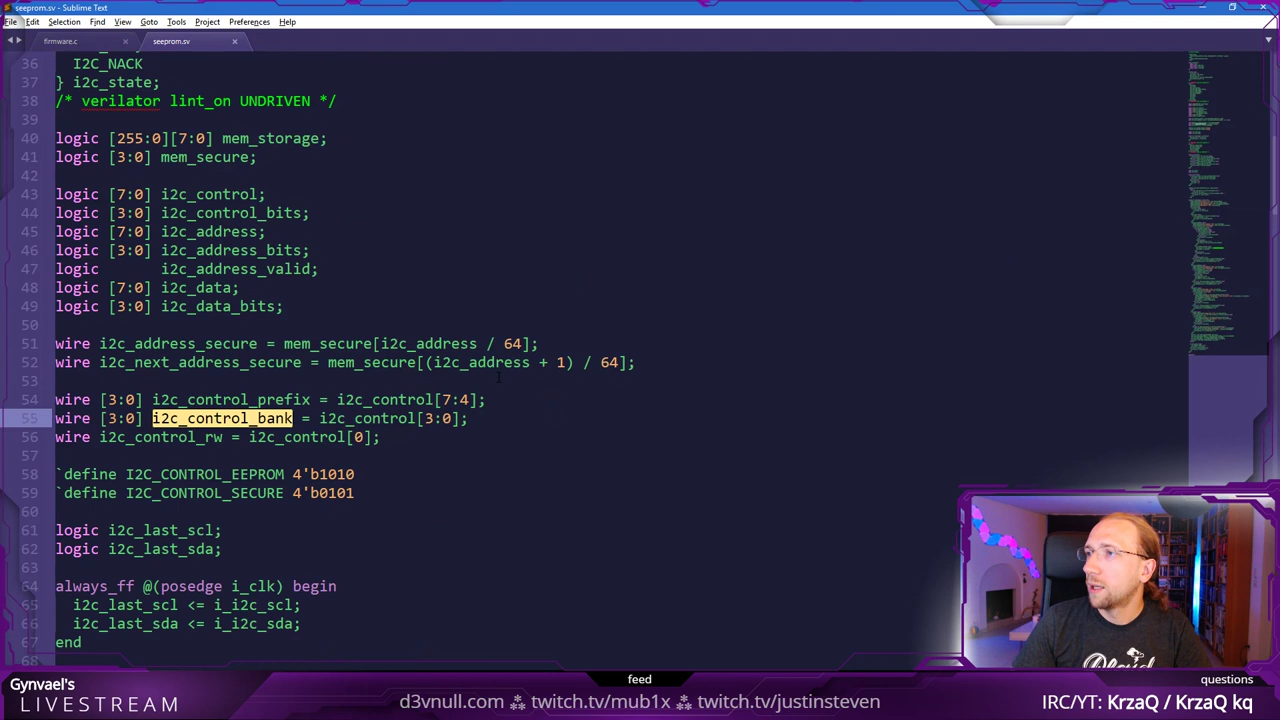 seeprom.sv - Sublime Text
File Edit Selection Find View Goto Tools Project Preferences Help
firmware.c × seeprom.sv ×
36 I2C_NACK
37 } i2c_state;
38 /* verilator lint_on UNDRIVEN */
39
40 logic [255:0][7:0] mem_storage;
41 logic [3:0] mem_secure;
42
43 logic [7:0] i2c_control;
44 logic [3:0] i2c_control_bits;
45 logic [7:0] i2c_address;
46 logic [3:0] i2c_address_bits;
47 logic       i2c_address_valid;
48 logic [7:0] i2c_data;
49 logic [3:0] i2c_data_bits;
50
51 wire i2c_address_secure = mem_secure[i2c_address / 64];
52 wire i2c_next_address_secure = mem_secure[(i2c_address + 1) / 64];
53
54 wire [3:0] i2c_control_prefix = i2c_control[7:4];
55 wire [3:0] i2c_control_bank = i2c_control[3:0];
56 wire i2c_control_rw = i2c_control[0];
57
58 `define I2C_CONTROL_EEPROM 4'b1010
59 `define I2C_CONTROL_SECURE 4'b0101
60
61 logic i2c_last_scl;
62 logic i2c_last_sda;
63
64 always_ff @(posedge i_clk) begin
65 i2c_last_scl <= i_i2c_scl;
66 i2c_last_sda <= i_i2c_sda;
67 end
68
Gynvael's
LIVESTREAM
feed
questions
d3vnull.com ⁂ twitch.tv/mub1x ⁂ twitch.tv/justinsteven
IRC/YT: KrzaQ / KrzaQ kq